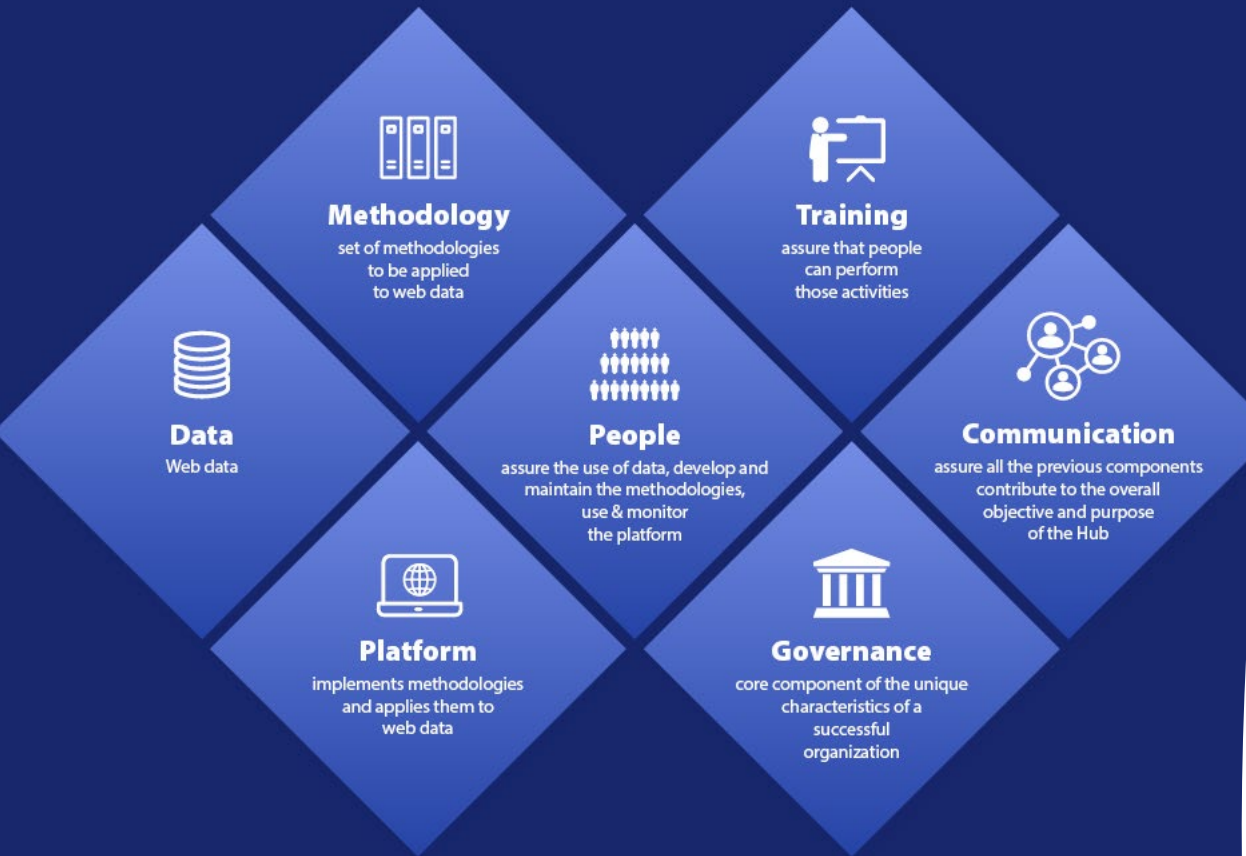 Methodology
set of methodologies
to be applied
to web data
Training
assure that people
can perform
those activities
Data
Web data
People
assure the use of data, develop and
maintain the methodologies,
use & monitor
the platform
Communication
assure all the previous components
contribute to the overall
objective and purpose
of the Hub
Platform
implements methodologies
and applies them to
web data
Governance
core component of the unique
characteristics of a
successful
organization